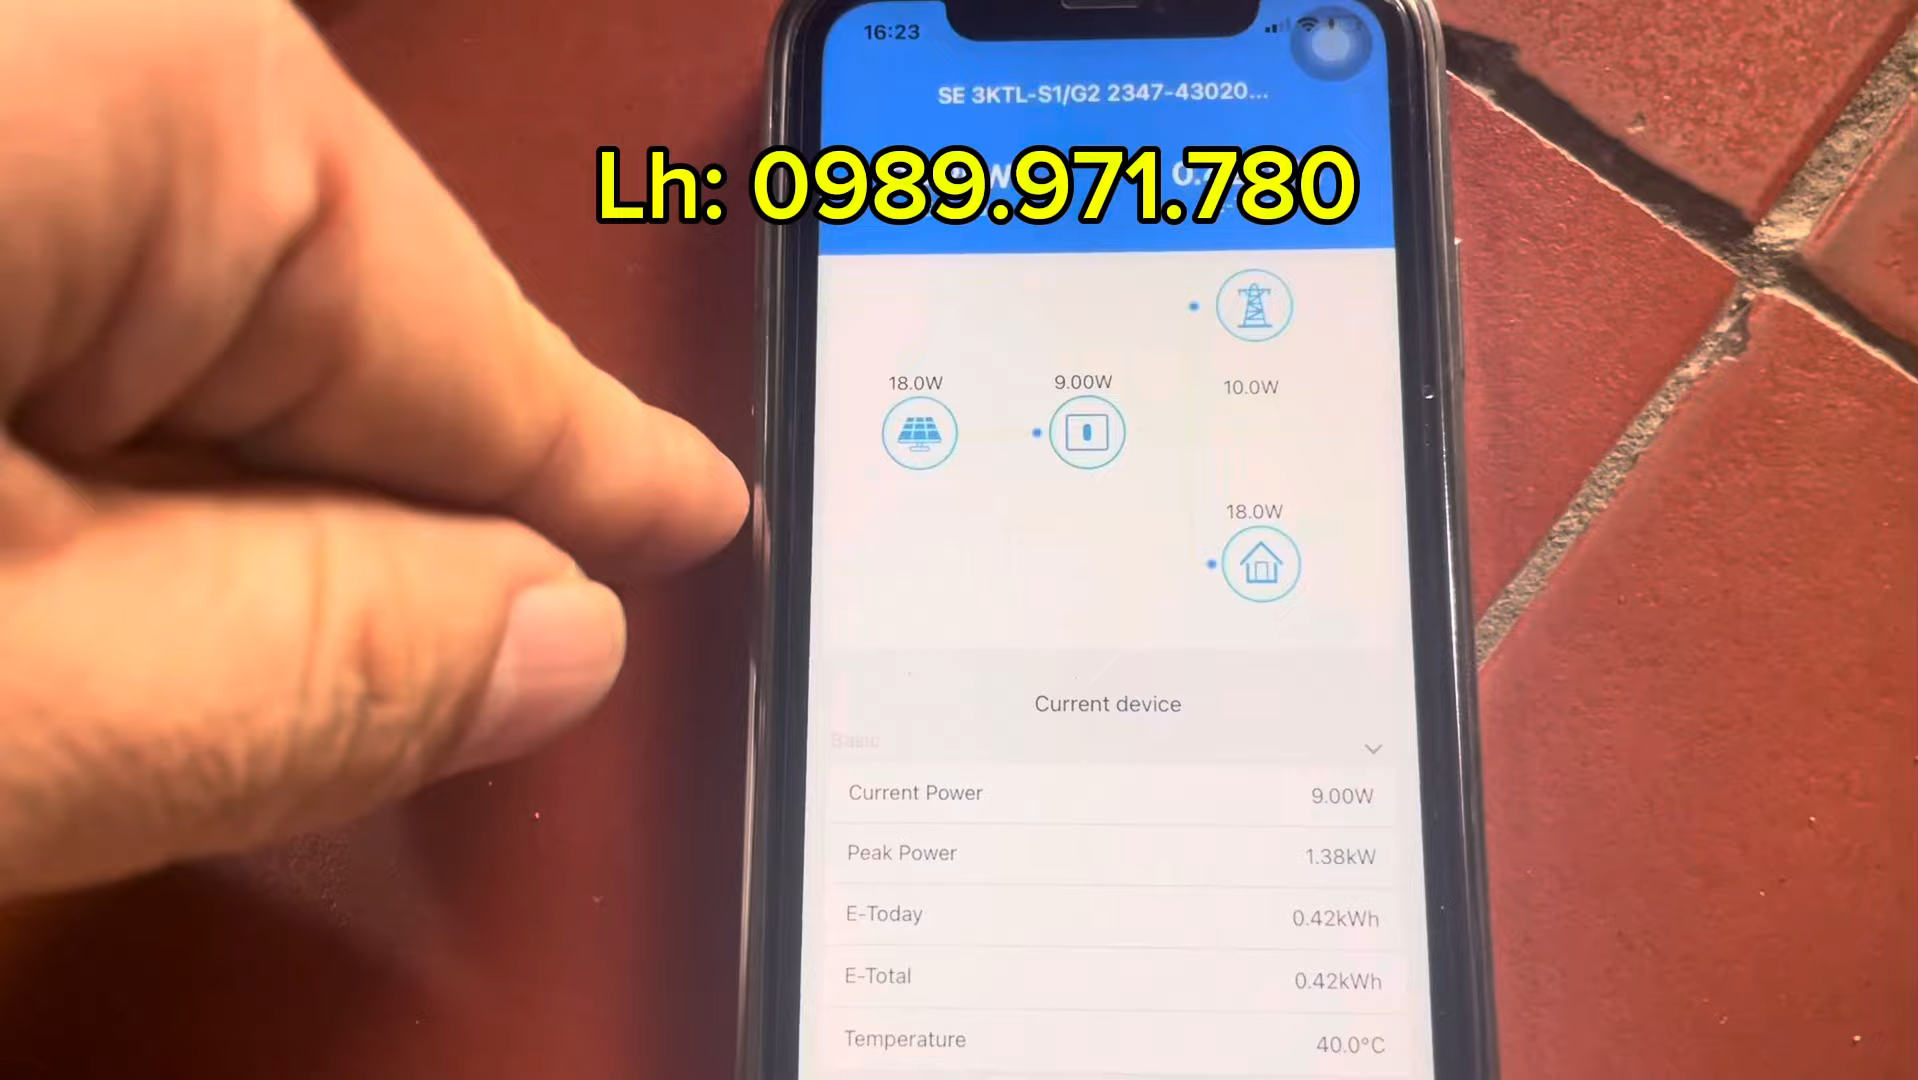 16:23
SE 3KTL-S1/G2 2347-43020...
Lh: 0989.971.780
18.0W
9.00W
10.0W
18.0W
Current device
Basic
Current Power 9.00W
Peak Power 1.38kW
E-Today 0.42kWh
E-Total 0.42kWh
Temperature 40.0°C